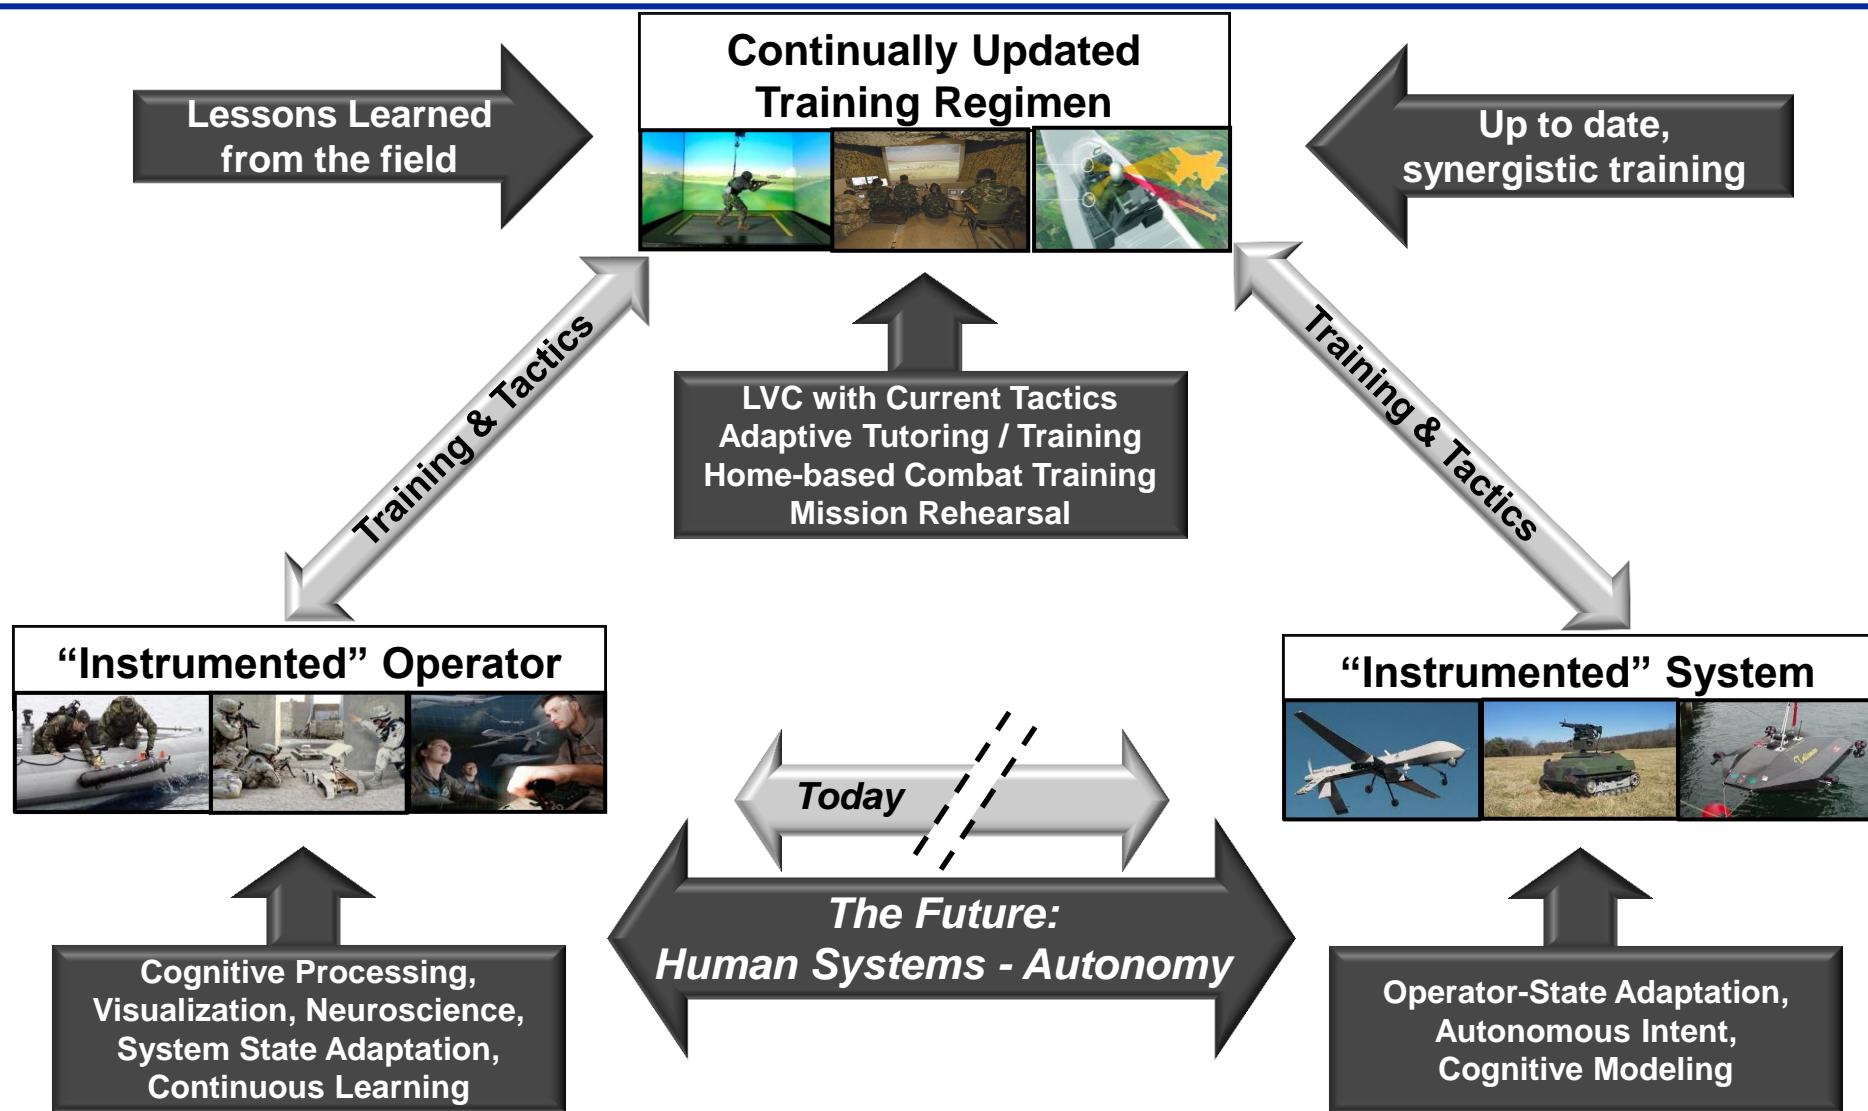 Continually Updated
Training Regimen
Lessons Learned
from the field
Up to date,
synergistic training
Training & Tactics
Training & Tactics
LVC with Current Tactics
Adaptive Tutoring / Training
Home-based Combat Training
Mission Rehearsal
“Instrumented” Operator
“Instrumented” System
Today
The Future:
Human Systems - Autonomy
Cognitive Processing,
Visualization, Neuroscience,
System State Adaptation,
Continuous Learning
Operator-State Adaptation,
Autonomous Intent,
Cognitive Modeling